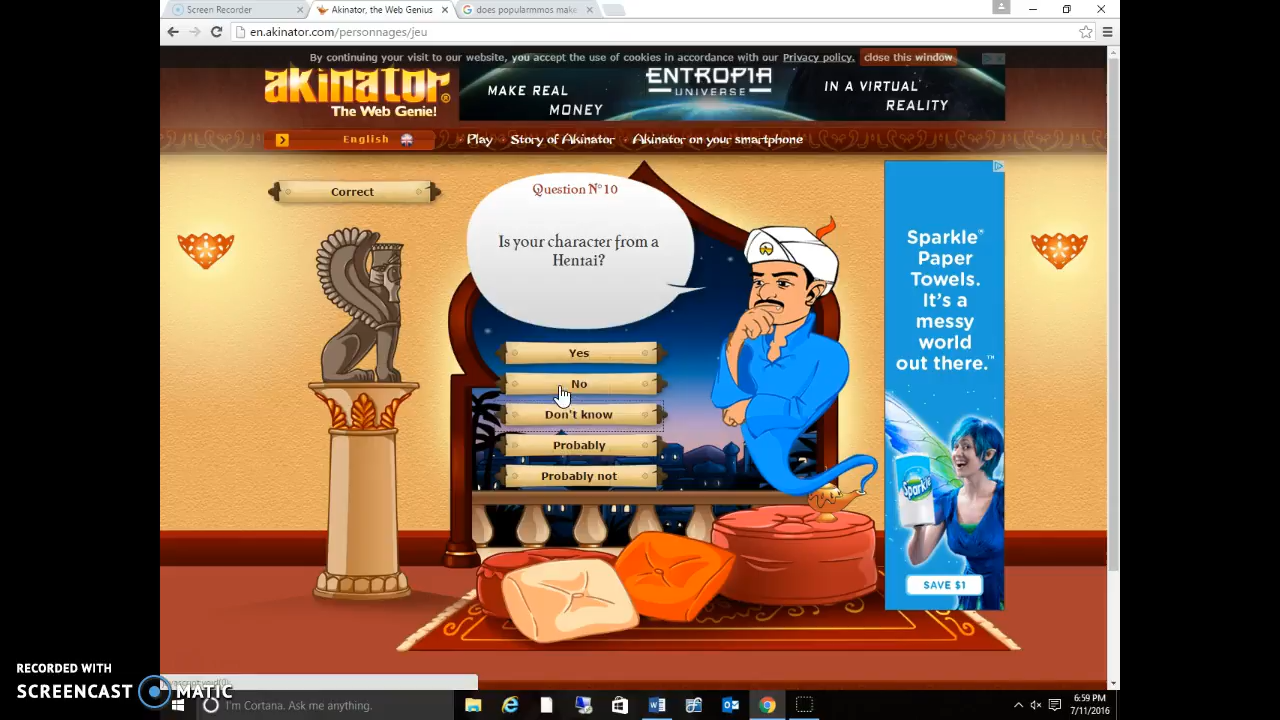 Screen Recorder
Akinator, the Web Genius
does popularmmos make
en.akinator.com/personnages/jeu
By continuing your visit to our website, you accept the use of cookies in accordance with our Privacy policy.
close this window
akinator®
The Web Genie!
MAKE REAL
MONEY
ENTROPIA
UNIVERSE
IN A VIRTUAL
REALITY
English
Play
Story of Akinator
Akinator on your smartphone
Correct
Question N°10
Is your character from a
Hentai?
Yes
No
Don't know
Probably
Probably not
Sparkle™
Paper
Towels.
It's a
messy
world
out there.™
Sparkle
SAVE $1
RECORDED WITH
SCREENCAST MATIC
I'm Cortana. Ask me anything.
6:59 PM
7/11/2016